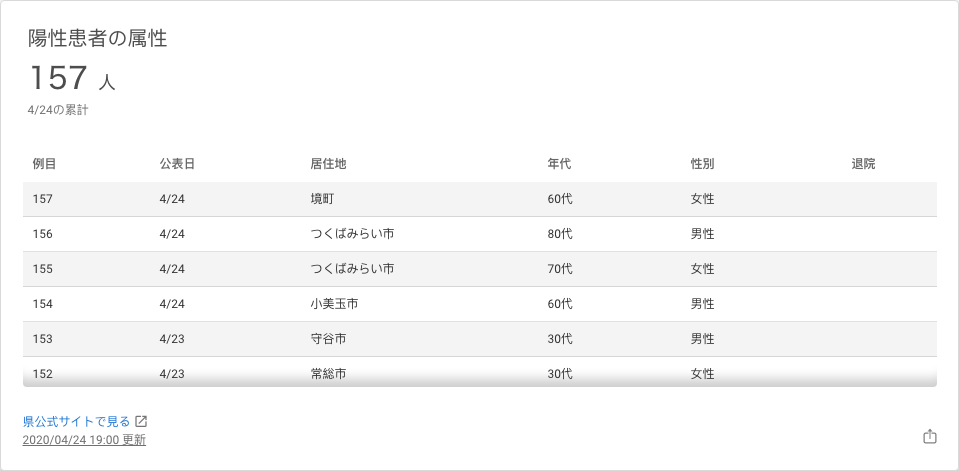 陽性患者の属性
157 人
4/24の累計
例目 公表日 居住地 年代 性別 退院
157 4/24 境町 60代 女性
156 4/24 つくばみらい市 80代 男性
155 4/24 つくばみらい市 70代 女性
154 4/24 小美玉市 60代 男性
153 4/23 守谷市 30代 男性
152 4/23 常総市 30代 女性
県公式サイトで見る
2020/04/24 19:00 更新